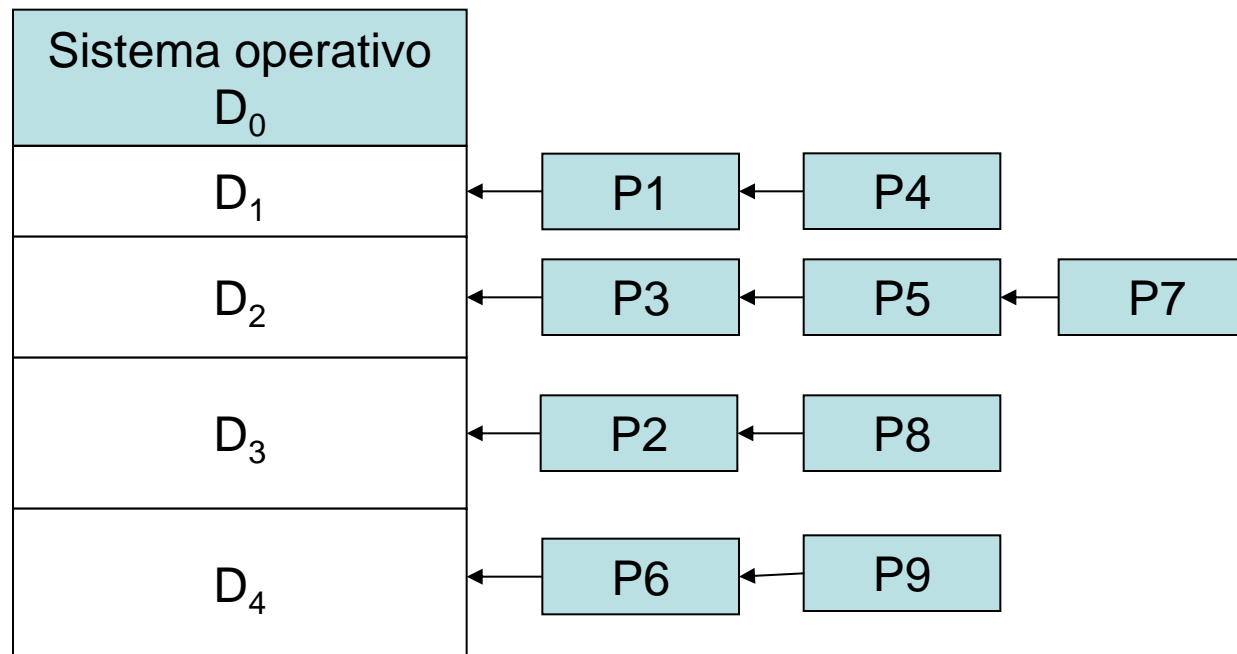 Sistema operativo
D₀
D₁
P1
P4
D₂
P3
P5
P7
D₃
P2
P8
D₄
P6
P9